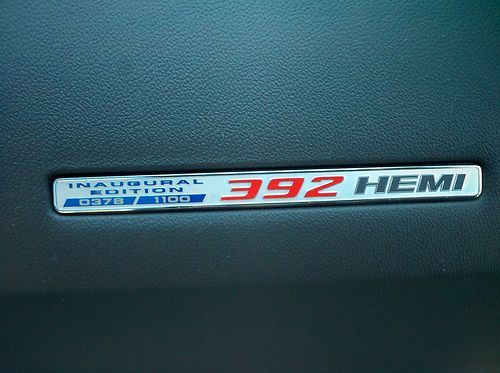 INAUGURAL
EDITION
0378 / 1100
392 HEMI